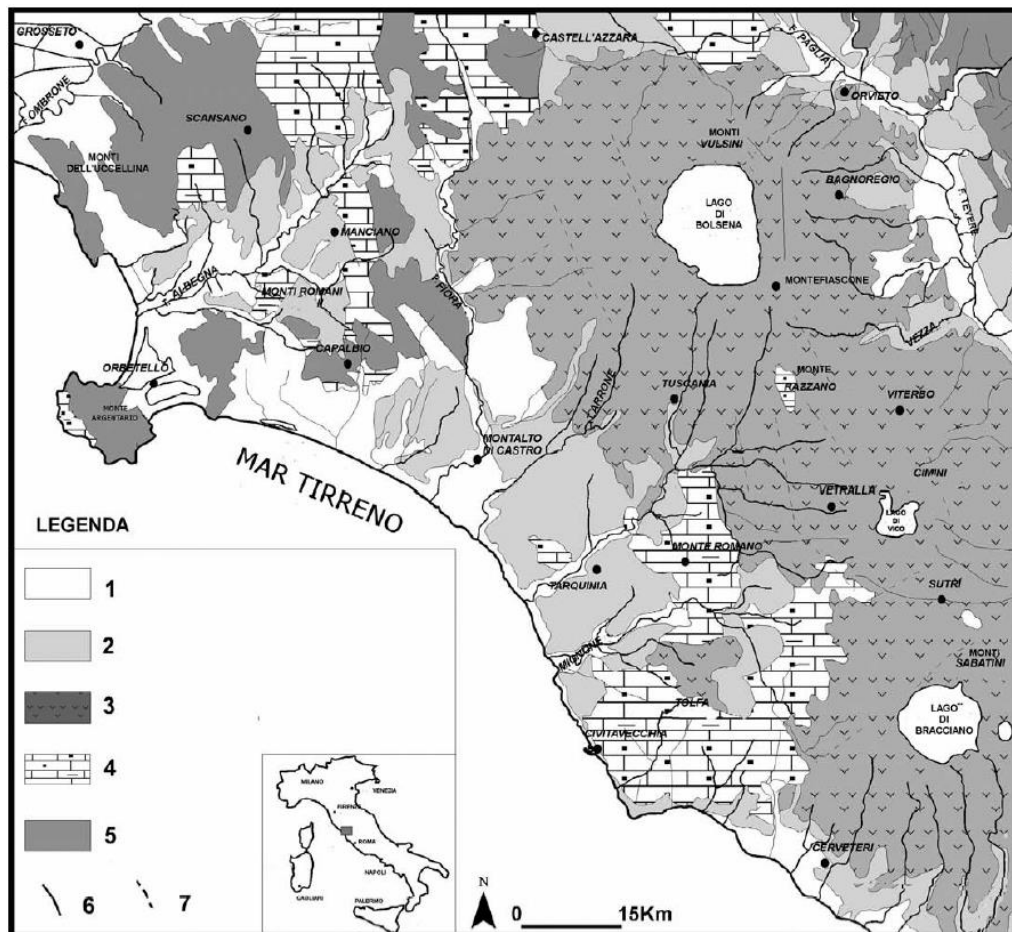 GROSSETO
CASTELL'AZZARA
F. PAGLIA
ORVIETO
F. OMBRONE
SCANSANO
MONTI
DELL'UCCELLINA
MONTI
VULSINI
LAGO
DI
BOLSENA
BAGNOREGIO
F. TEVERE
MANCIANO
F. ALBEGNA
MONTI ROMANI
F. FIORA
MONTEFIASCONE
VEZZA
CAPALBIO
ORBETELLO
MONTE
ARGENTARIO
TUSCANIA
F. ARRONE
MONTE
RAZZANO
VITERBO
MONTALTO
DI CASTRO
MAR TIRRENO
CIMINI
VETRALLA
LAGO
DI
VICO
MONTE ROMANO
TARQUINIA
SUTRI
MIGNONE
MONTI
SABATINI
TOLFA
CIVITAVECCHIA
LAGO
DI
BRACCIANO
CERVETERI
LEGENDA
1
2
3
4
5
6 7
MILANO
VENEZIA
FIRENZE
ROMA
NAPOLI
CAGLIARI
PALERMO
N
0 15Km